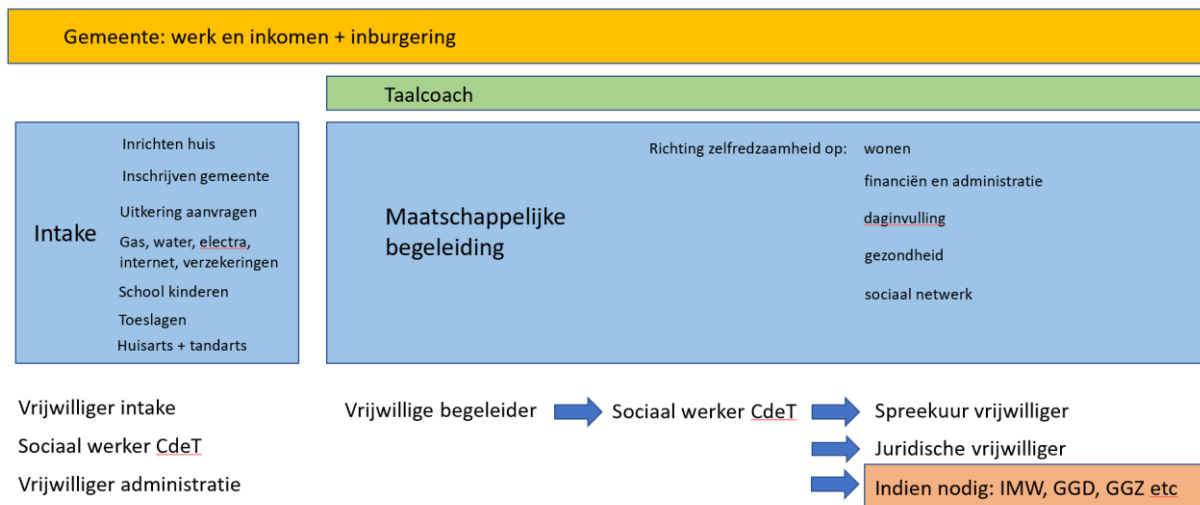 Gemeente: werk en inkomen + inburgering
Taalcoach
Intake
Inrichten huis
Inschrijven gemeente
Uitkering aanvragen
Gas, water, electra,
internet, verzekeringen
School kinderen
Toeslagen
Huisarts + tandarts
Maatschappelijke
begeleiding
Richting zelfredzaamheid op: wonen
financiën en administratie
daginvulling
gezondheid
sociaal netwerk
Vrijwilliger intake
Sociaal werker CdeT
Vrijwilliger administratie
Vrijwillige begeleider
Sociaal werker CdeT
Spreekuur vrijwilliger
Juridische vrijwilliger
Indien nodig: IMW, GGD, GGZ etc